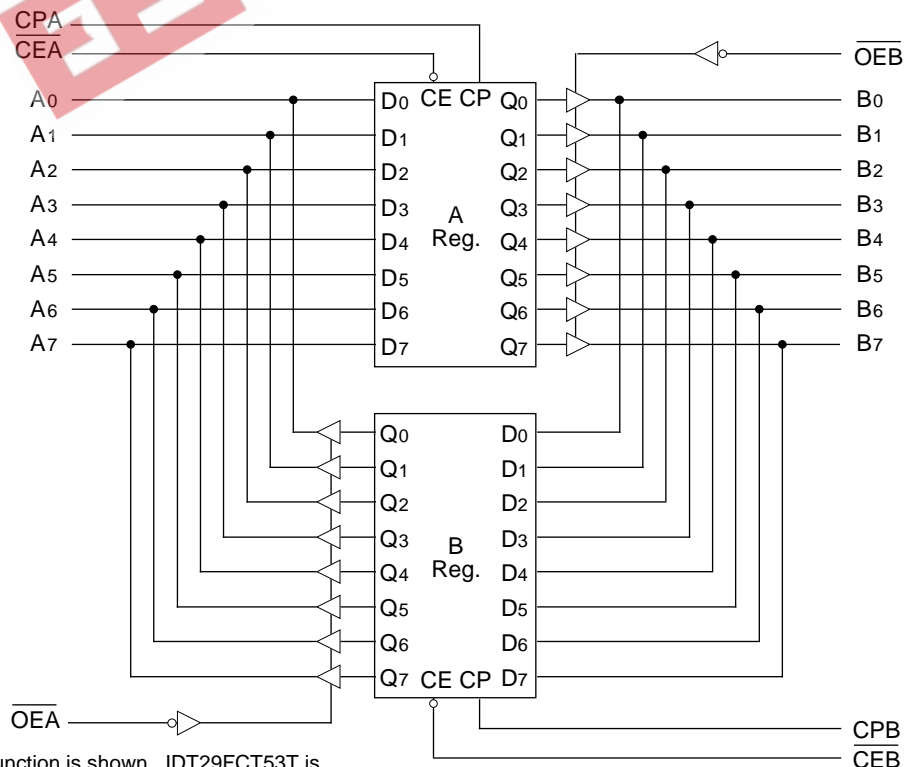 CPA
CEA
OEB
A0 D0 CE CP Q0 B0
A1 D1 Q1 B1
A2 D2 Q2 B2
A3 D3 Q3 B3
A
A4 D4 Reg. Q4 B4
A5 D5 Q5 B5
A6 D6 Q6 B6
A7 D7 Q7 B7
Q0 D0
Q1 D1
Q2 D2
Q3 D3
B
Q4 Reg. D4
Q5 D5
Q6 D6
Q7 CE CP D7
OEA
CPB
CEB
unction is shown. IDT29FCT53T is